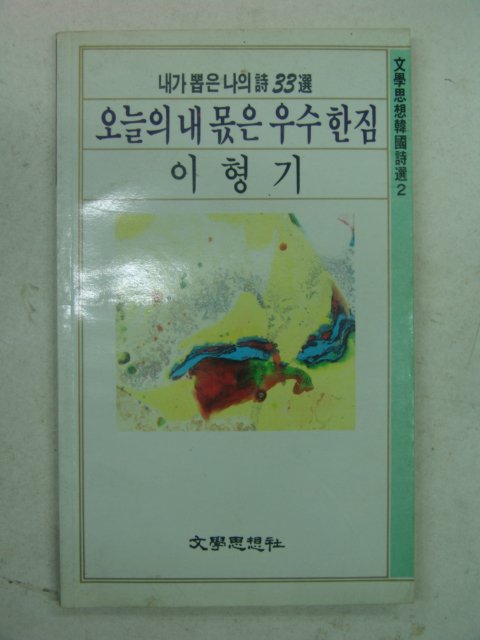 내가 뽑은 나의 詩 33選
오늘의 내 몫은 우수 한 짐
이 형 기
文學思想韓國詩選 2
文學思想社